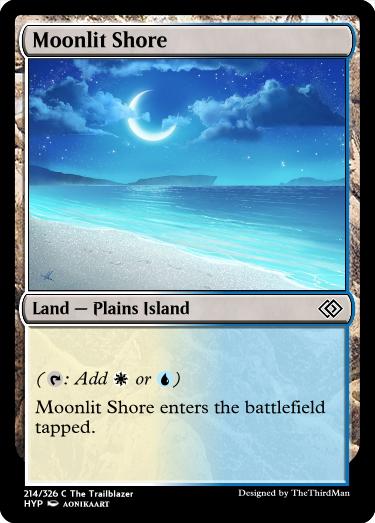 Moonlit Shore
Land — Plains Island
( : Add or )
Moonlit Shore enters the battlefield
tapped.
214/326 C The Trailblazer
Designed by TheThirdMan
HYP AONIKAART